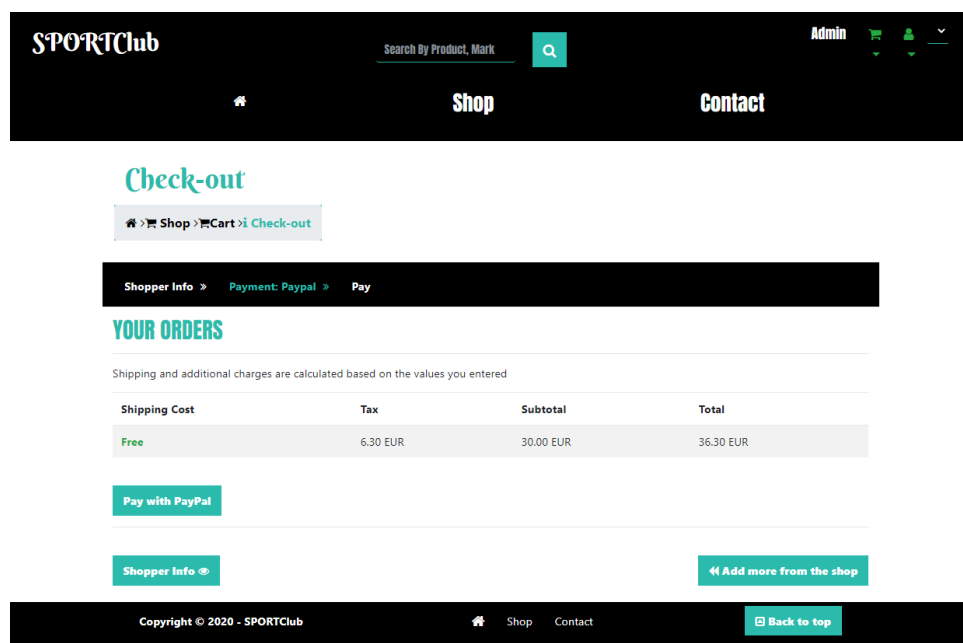 SPORTClub
Search By Product, Mark
Admin
Shop
Contact
Check-out
> Shop >Cart >i Check-out
Shopper Info » Payment: Paypal » Pay
YOUR ORDERS
Shipping and additional charges are calculated based on the values you entered
Shipping Cost Tax Subtotal Total
Free 6.30 EUR 30.00 EUR 36.30 EUR
Pay with PayPal
Shopper Info
Add more from the shop
Copyright © 2020 - SPORTClub
Shop Contact
Back to top